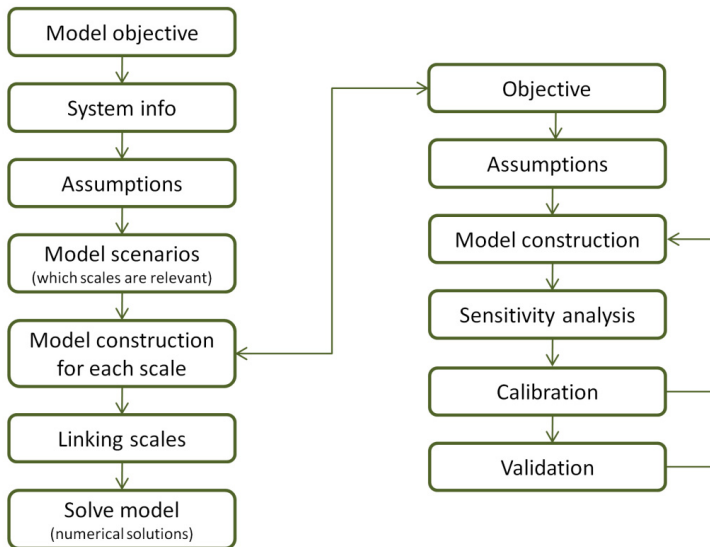 Model objective
System info
Assumptions
Model scenarios
(which scales are relevant)
Model construction
for each scale
Linking scales
Solve model
(numerical solutions)
Objective
Assumptions
Model construction
Sensitivity analysis
Calibration
Validation